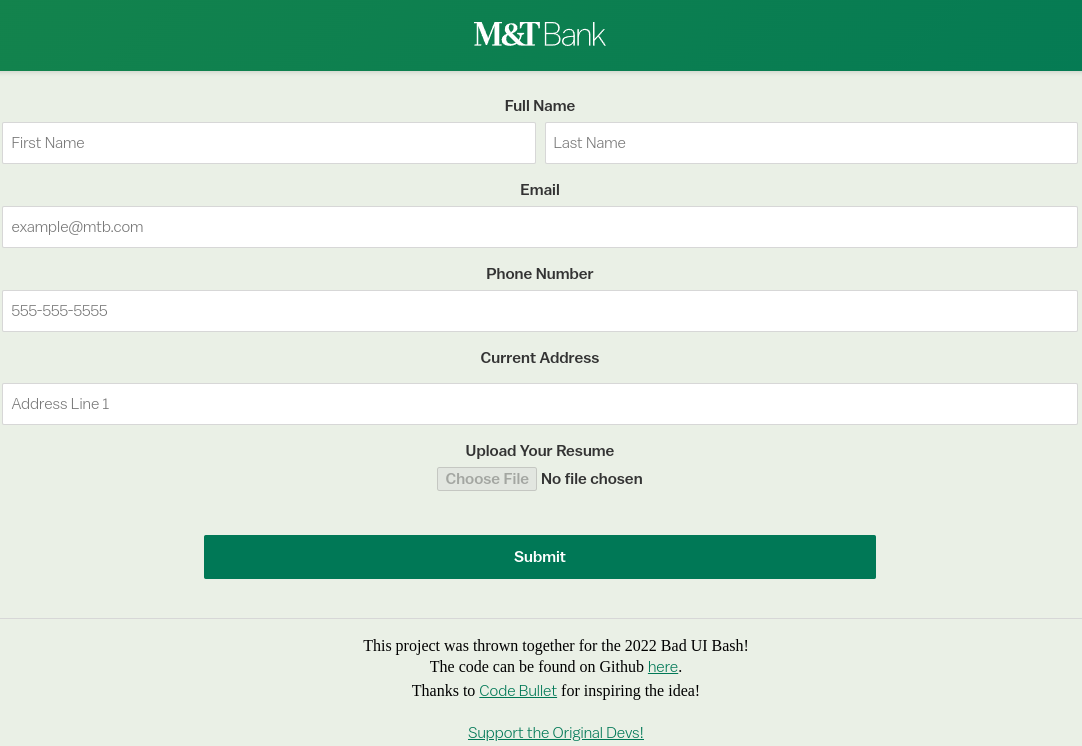 M&T Bank
Full Name
First Name
Last Name
Email
example@mtb.com
Phone Number
555-555-5555
Current Address
Address Line 1
Upload Your Resume
Choose File No file chosen
Submit
This project was thrown together for the 2022 Bad UI Bash!
The code can be found on Github here.
Thanks to Code Bullet for inspiring the idea!
Support the Original Devs!